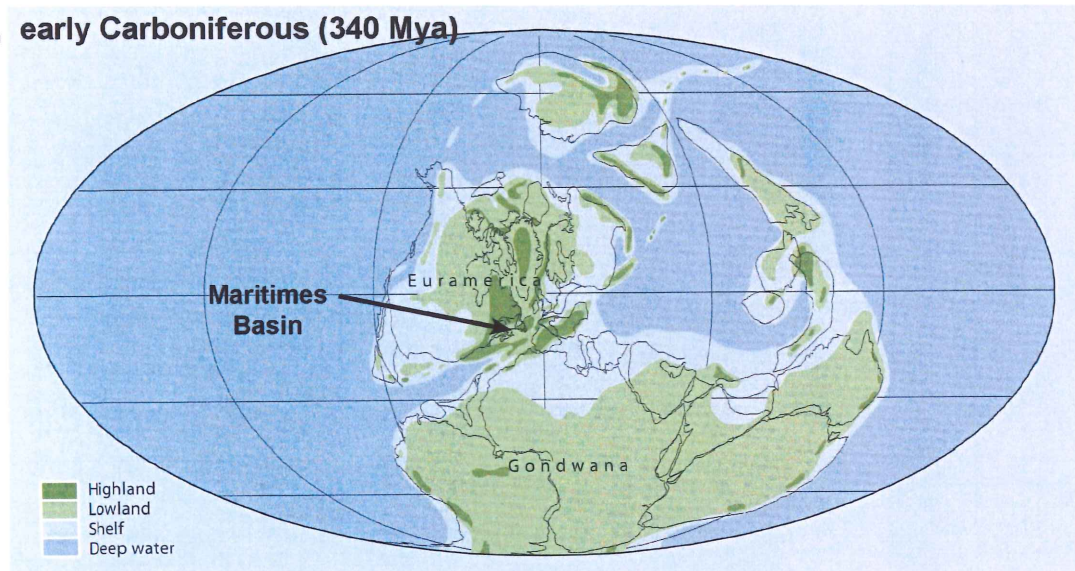 early Carboniferous (340 Mya)
Euramerica
Maritimes
Basin
Gondwana
Highland
Lowland
Shelf
Deep water